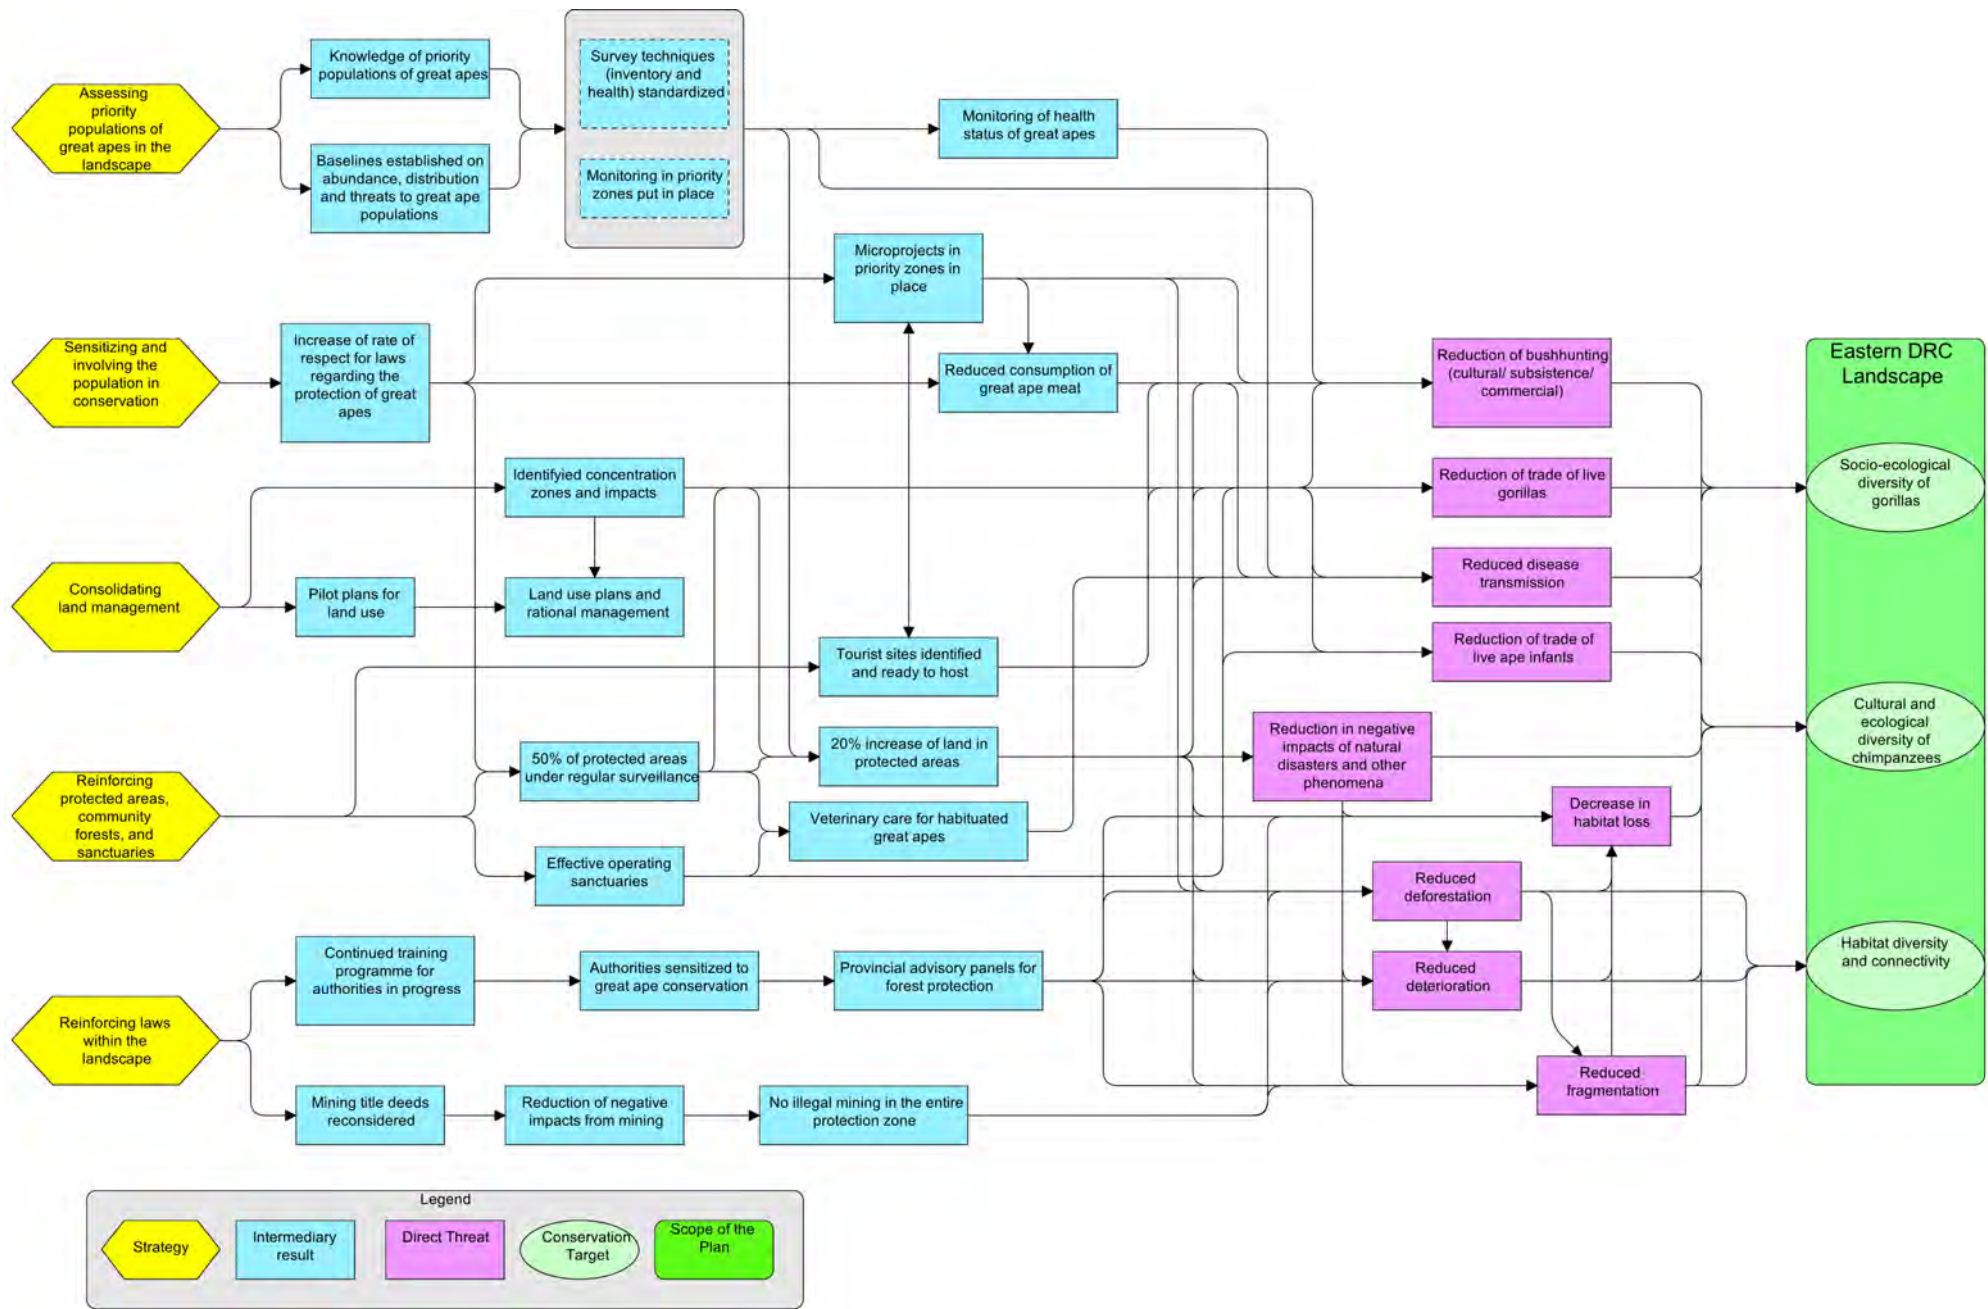 Assessing
priority
populations of
great apes in the
landscape
Knowledge of priority
populations of great apes
Baselines established on
abundance, distribution
and threats to great ape
populations
Survey techniques
(inventory and
health) standardized
Monitoring in priority
zones put in place
Monitoring of health
status of great apes
Microprojects in
priority zones in
place
Sensitizing and
involving the
population in
conservation
Increase of rate of
respect for laws
regarding the
protection of great
apes
Reduced consumption of
great ape meat
Reduction of bushhunting
(cultural/ subsistence/
commercial)
Eastern DRC
Landscape
Identifyied concentration
zones and impacts
Reduction of trade of live
gorillas
Socio-ecological
diversity of
gorillas
Consolidating
land management
Pilot plans for
land use
Land use plans and
rational management
Reduced disease
transmission
Tourist sites identified
and ready to host
Reduction of trade of
live ape infants
Reinforcing
protected areas,
community
forests, and
sanctuaries
50% of protected areas
under regular surveillance
20% increase of land in
protected areas
Reduction in negative
impacts of natural
disasters and other
phenomena
Cultural and
ecological
diversity of
chimpanzees
Veterinary care for habituated
great apes
Decrease in
habitat loss
Effective operating
sanctuaries
Reduced
deforestation
Reinforcing laws
within the
landscape
Continued training
programme for
authorities in progress
Authorities sensitized to
great ape conservation
Provincial advisory panels for
forest protection
Reduced
deterioration
Habitat diversity
and connectivity
Mining title deeds
reconsidered
Reduction of negative
impacts from mining
No illegal mining in the entire
protection zone
Reduced
fragmentation
Legend
Strategy
Intermediary
result
Direct Threat
Conservation
Target
Scope of the
Plan